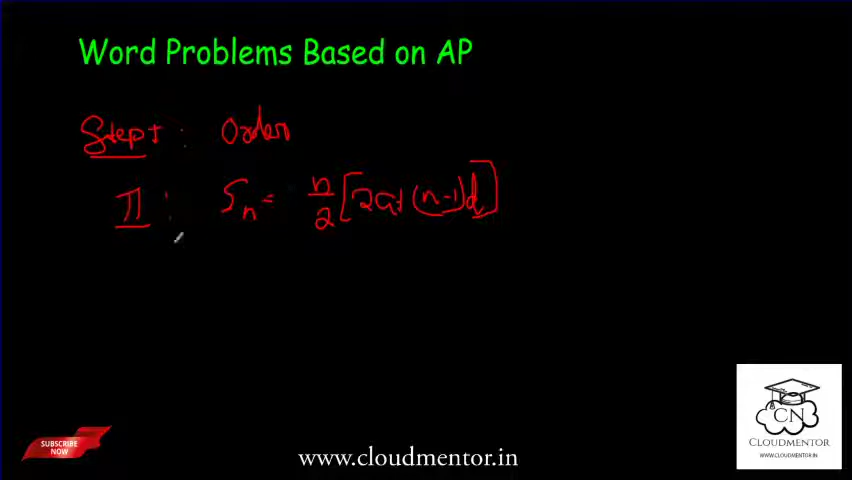 Word Problems Based on AP
Step I : Order
II : Sn = n/2 [2a+(n-1)d]
SUBSCRIBE
NOW
CN
CLOUDMENTOR
WWW.CLOUDMENTOR.IN
www.cloudmentor.in